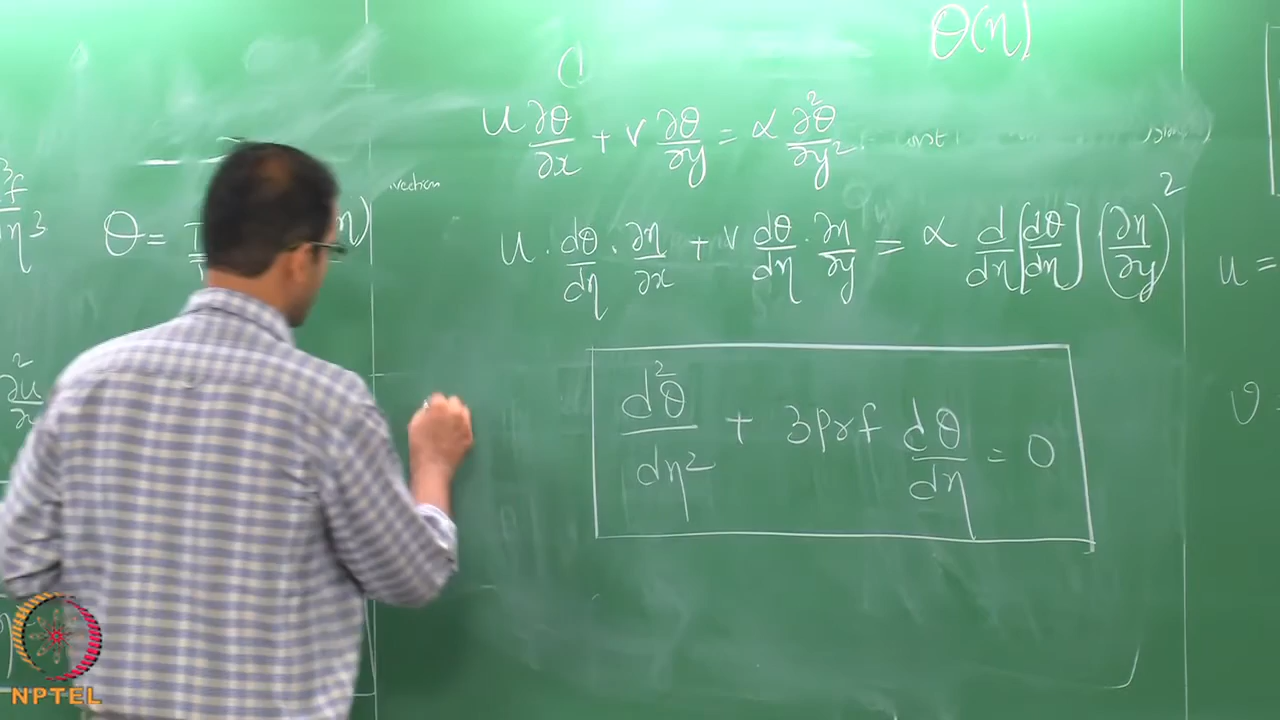 θ(η)
u ∂θ/∂x + v ∂θ/∂y = α ∂²θ/∂y²
u · dθ/dη · ∂η/∂x + v dθ/dη · ∂η/∂y = α d/dη [dθ/dη] (∂η/∂y)²
d²θ/dη² + 3prf dθ/dη = 0
θ =
η)
u =
NPTEL